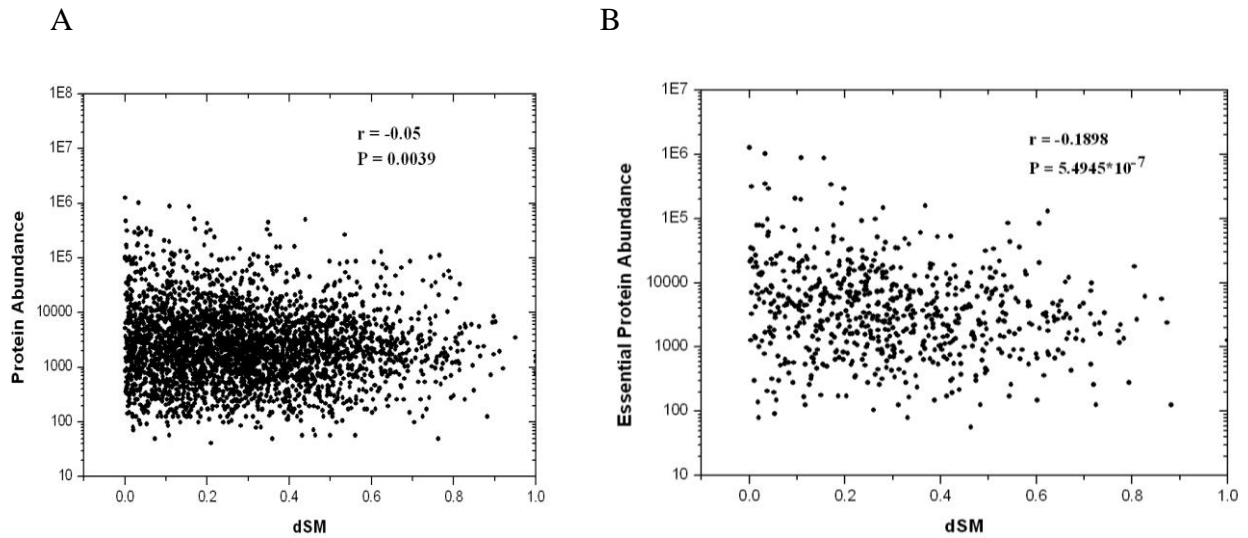 A
B
1E8
1E7
1E6
1E5
10000
1000
100
10
Protein Abundance
r = -0.05
P = 0.0039
0.0 0.2 0.4 0.6 0.8 1.0
dSM
1E7
1E6
1E5
10000
1000
100
10
Essential Protein Abundance
r = -0.1898
P = 5.4945*10⁻⁷
0.0 0.2 0.4 0.6 0.8 1.0
dSM